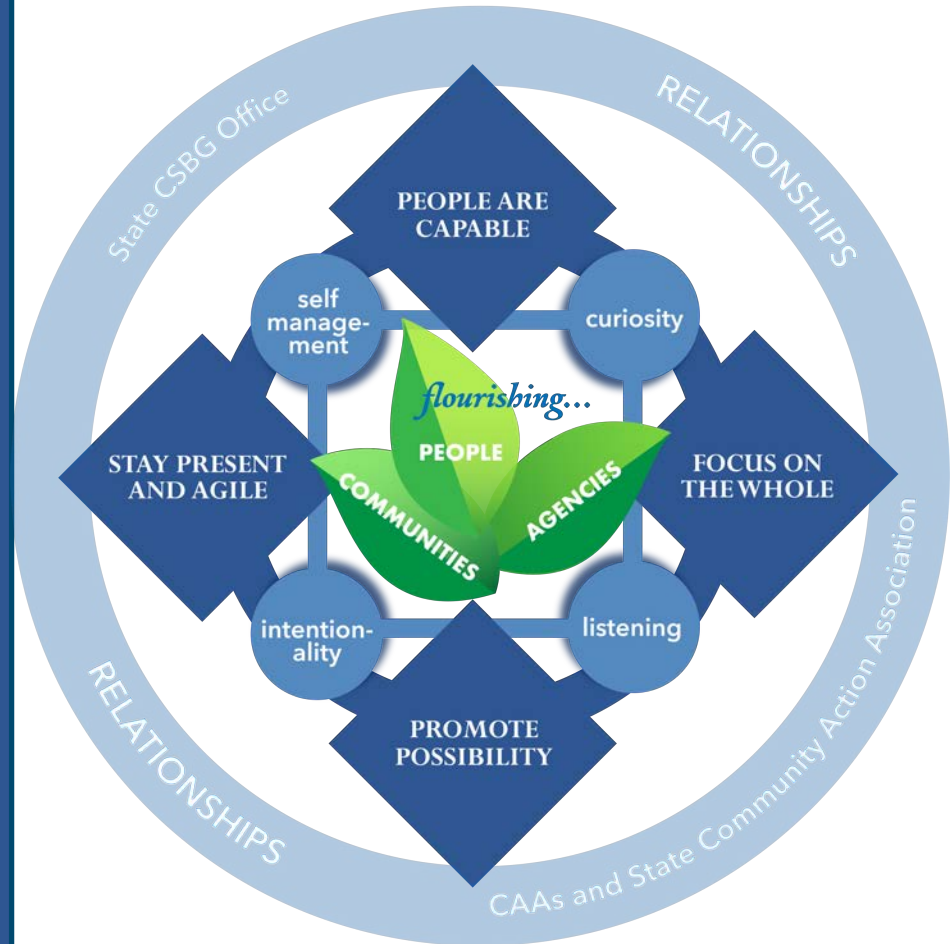 State CSBG Office
RELATIONSHIPS
PEOPLE ARE
CAPABLE
self
manage-
ment
curiosity
flourishing...
PEOPLE
COMMUNITIES
AGENCIES
STAY PRESENT
AND AGILE
FOCUS ON
THE WHOLE
intention-
ality
listening
PROMOTE
POSSIBILITY
RELATIONSHIPS
CAAs and State Community Action Association